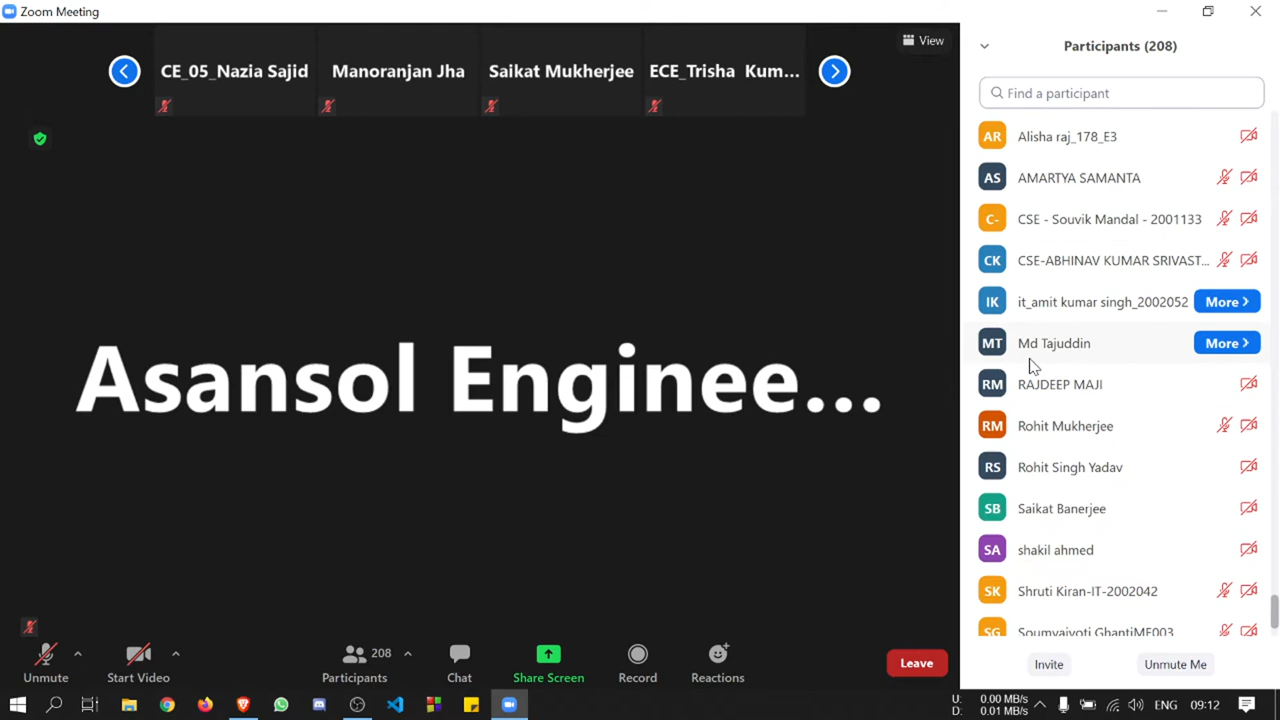 Zoom Meeting
View
CE_05_Nazia Sajid
Manoranjan Jha
Saikat Mukherjee
ECE_Trisha Kum...
Asansol Enginee...
Participants (208)
Find a participant
AR Alisha raj_178_E3
AS AMARTYA SAMANTA
C- CSE - Souvik Mandal - 2001133
CK CSE-ABHINAV KUMAR SRIVAST...
IK it_amit kumar singh_2002052 More
MT Md Tajuddin More
RM RAJDEEP MAJI
RM Rohit Mukherjee
RS Rohit Singh Yadav
SB Saikat Banerjee
SA shakil ahmed
SK Shruti Kiran-IT-2002042
SG Soumyajyoti GhantiME003
Invite
Unmute Me
Unmute
Start Video
208
Participants
Chat
Share Screen
Record
Reactions
Leave
U: 0.00 MB/s
D: 0.01 MB/s
ENG
09:12